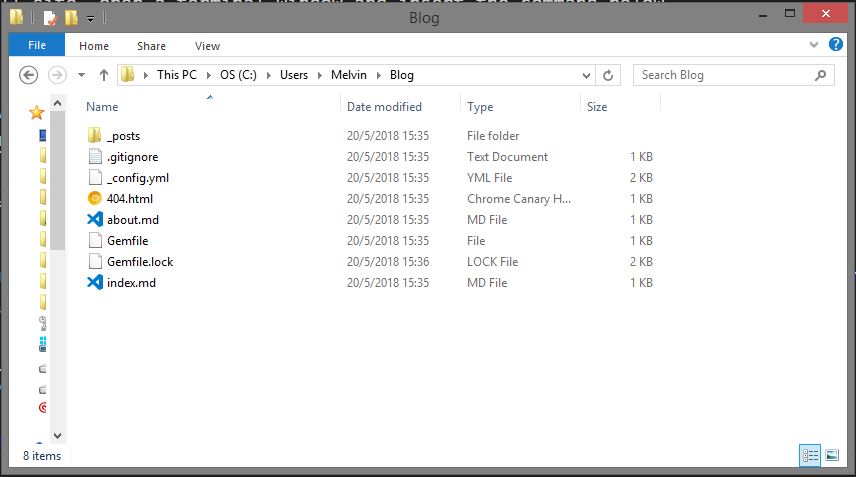 Blog
File Home Share View
This PC OS (C:) Users Melvin Blog Search Blog
Name Date modified Type Size
_posts 20/5/2018 15:35 File folder
.gitignore 20/5/2018 15:35 Text Document 1 KB
_config.yml 20/5/2018 15:35 YML File 2 KB
404.html 20/5/2018 15:35 Chrome Canary H... 1 KB
about.md 20/5/2018 15:35 MD File 1 KB
Gemfile 20/5/2018 15:35 File 1 KB
Gemfile.lock 20/5/2018 15:36 LOCK File 2 KB
index.md 20/5/2018 15:35 MD File 1 KB
8 items